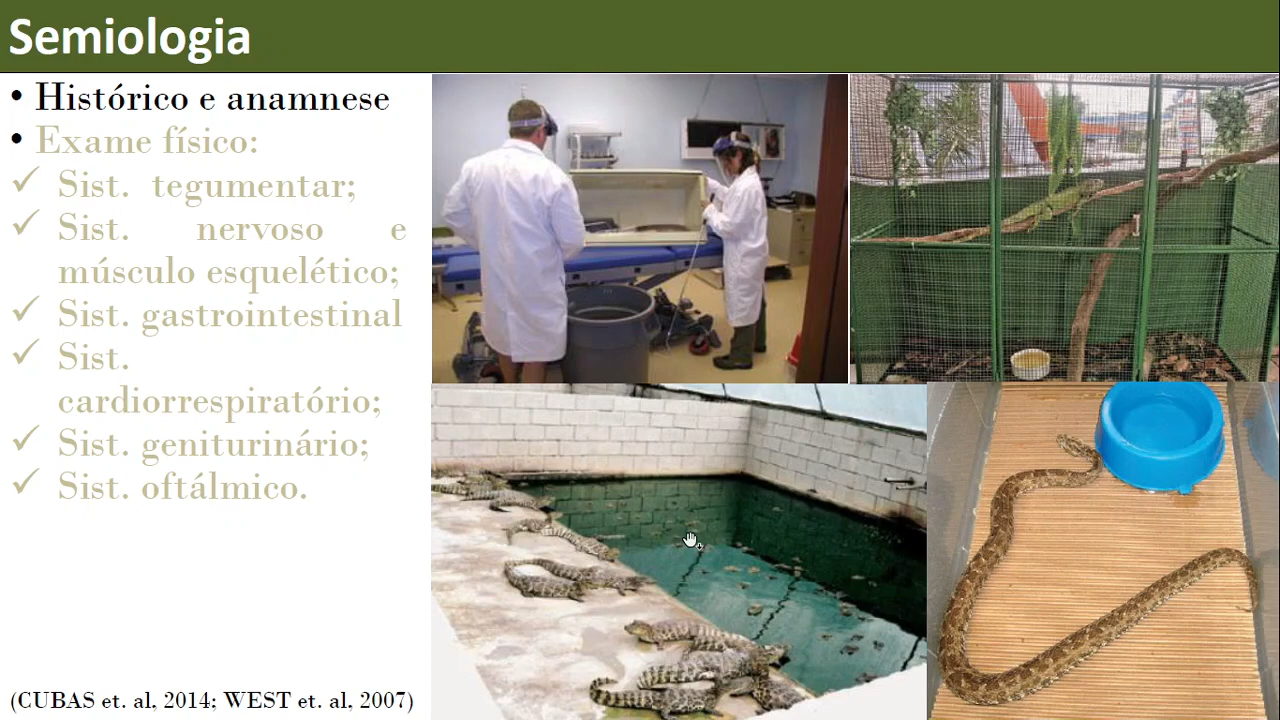 Semiologia
• Histórico e anamnese
• Exame físico:
✓ Sist. tegumentar;
✓ Sist. nervoso e
músculo esquelético;
✓ Sist. gastrointestinal
✓ Sist.
cardiorrespiratório;
✓ Sist. geniturinário;
✓ Sist. oftálmico.
(CUBAS et. al, 2014; WEST et. al, 2007)